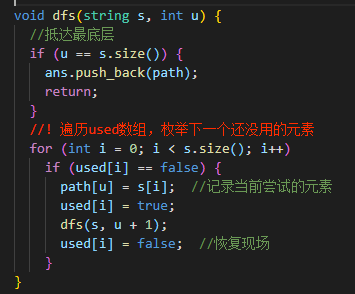 void dfs(string s, int u) {
  //抵达最底层
  if (u == s.size()) {
    ans.push_back(path);
    return;
  }
  //! 遍历used数组，枚举下一个还没用的元素
  for (int i = 0; i < s.size(); i++)
    if (used[i] == false) {
      path[u] = s[i];  //记录当前尝试的元素
      used[i] = true;
      dfs(s, u + 1);
      used[i] = false;  //恢复现场
    }
}